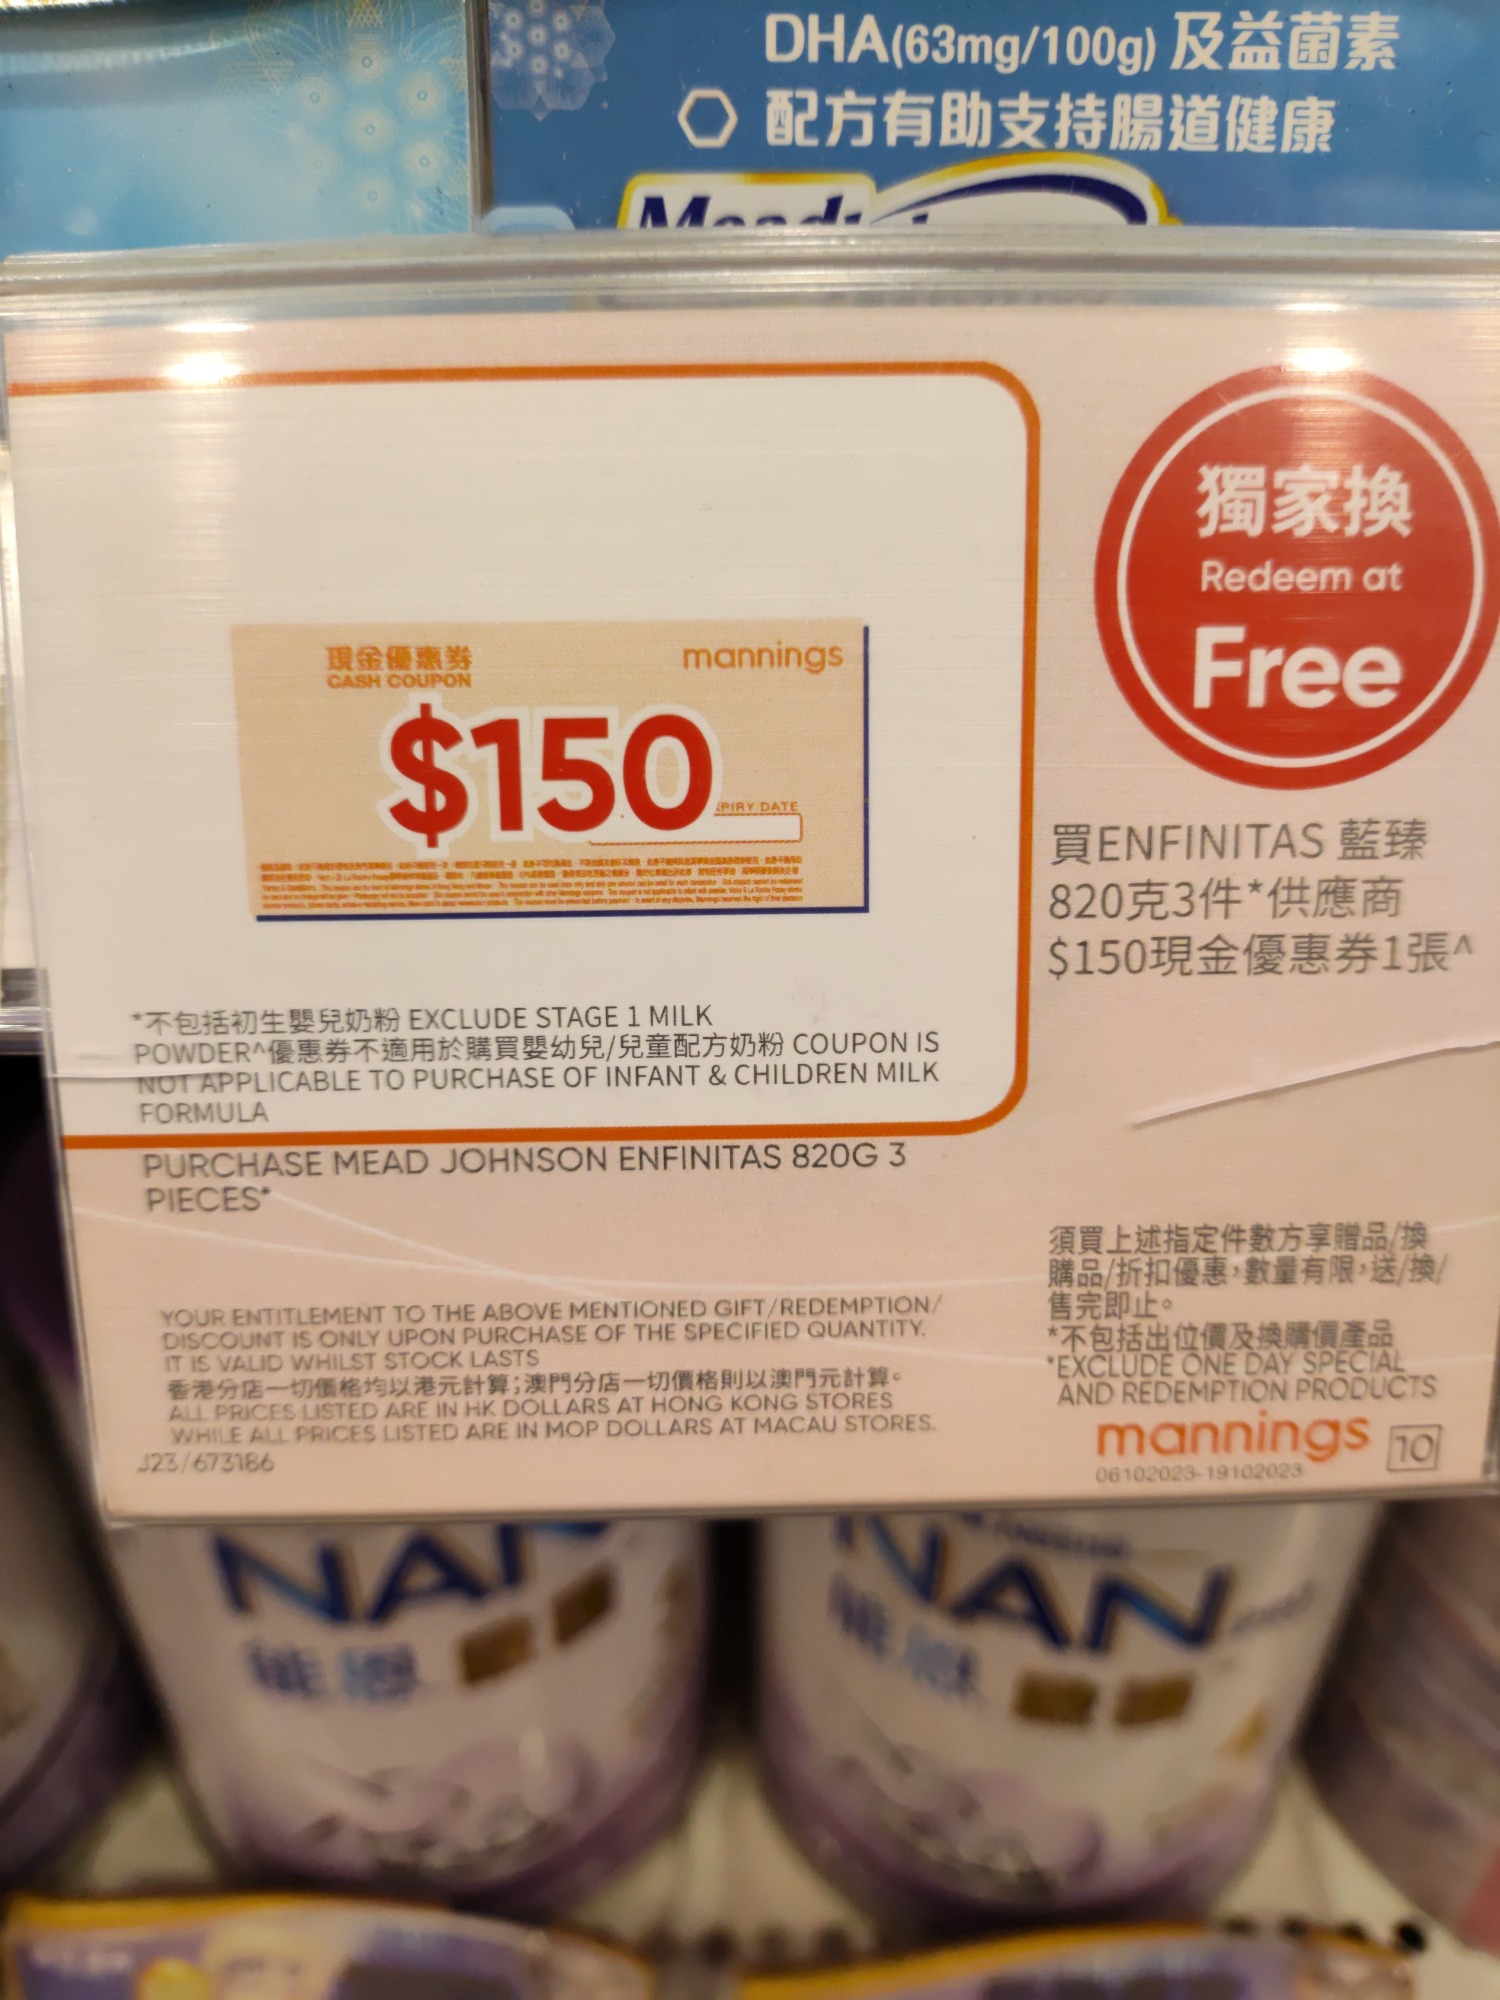 DHA(63mg/100g) 及益菌素
配方有助支持腸道健康
現金優惠券
CASH COUPON
mannings
$150
PIRY DATE
獨家換
Redeem at
Free
買ENFINITAS 藍臻
820克3件*供應商
$150現金優惠券1張^
*不包括初生嬰兒奶粉 EXCLUDE STAGE 1 MILK
POWDER^優惠券不適用於購買嬰幼兒/兒童配方奶粉 COUPON IS
NOT APPLICABLE TO PURCHASE OF INFANT & CHILDREN MILK
FORMULA
PURCHASE MEAD JOHNSON ENFINITAS 820G 3
PIECES*
YOUR ENTITLEMENT TO THE ABOVE MENTIONED GIFT/REDEMPTION/
DISCOUNT IS ONLY UPON PURCHASE OF THE SPECIFIED QUANTITY.
IT IS VALID WHILST STOCK LASTS
香港分店一切價格均以港元計算；澳門分店一切價格則以澳門元計算。
ALL PRICES LISTED ARE IN HK DOLLARS AT HONG KONG STORES
WHILE ALL PRICES LISTED ARE IN MOP DOLLARS AT MACAU STORES.
J23/673186
須買上述指定件數方享贈品/換
購品/折扣優惠，數量有限，送/換/
售完即止。
*不包括出位價及換購價產品
*EXCLUDE ONE DAY SPECIAL
AND REDEMPTION PRODUCTS
mannings 10
06102023-19102023
NAN
能恩
NAN
能恩